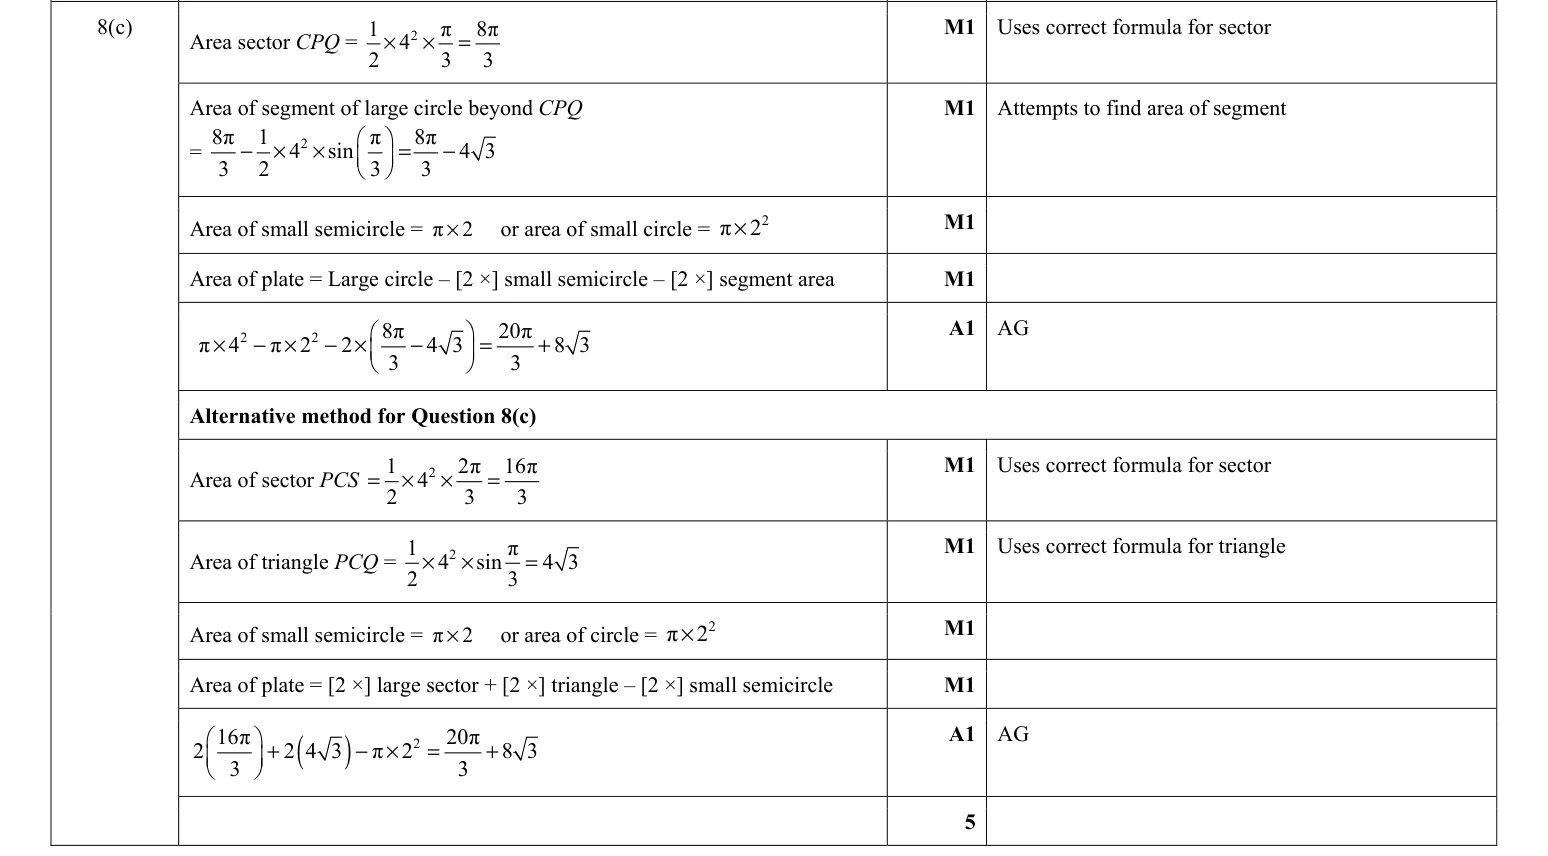 8(c)
Area sector CPQ = 1/2 × 4² × π/3 = 8π/3
M1
Uses correct formula for sector
Area of segment of large circle beyond CPQ
= 8π/3 − 1/2 × 4² × sin(π/3) = 8π/3 − 4√3
M1
Attempts to find area of segment
Area of small semicircle = π×2 or area of small circle = π×2²
M1
Area of plate = Large circle – [2 ×] small semicircle – [2 ×] segment area
M1
π×4² − π×2² − 2×(8π/3 − 4√3) = 20π/3 + 8√3
A1
AG
Alternative method for Question 8(c)
Area of sector PCS = 1/2 × 4² × 2π/3 = 16π/3
M1
Uses correct formula for sector
Area of triangle PCQ = 1/2 × 4² × sin π/3 = 4√3
M1
Uses correct formula for triangle
Area of small semicircle = π×2 or area of circle = π×2²
M1
Area of plate = [2 ×] large sector + [2 ×] triangle – [2 ×] small semicircle
M1
2(16π/3) + 2(4√3) − π×2² = 20π/3 + 8√3
A1
AG
5